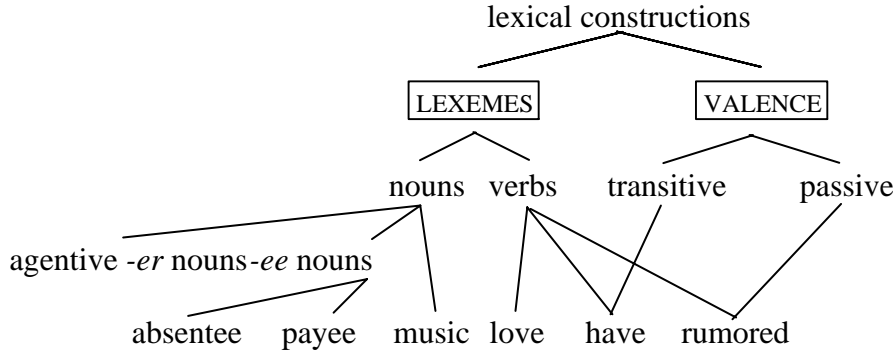 lexical constructions
LEXEMES VALENCE
nouns verbs transitive passive
agentive -er nouns -ee nouns
absentee payee music love have rumored